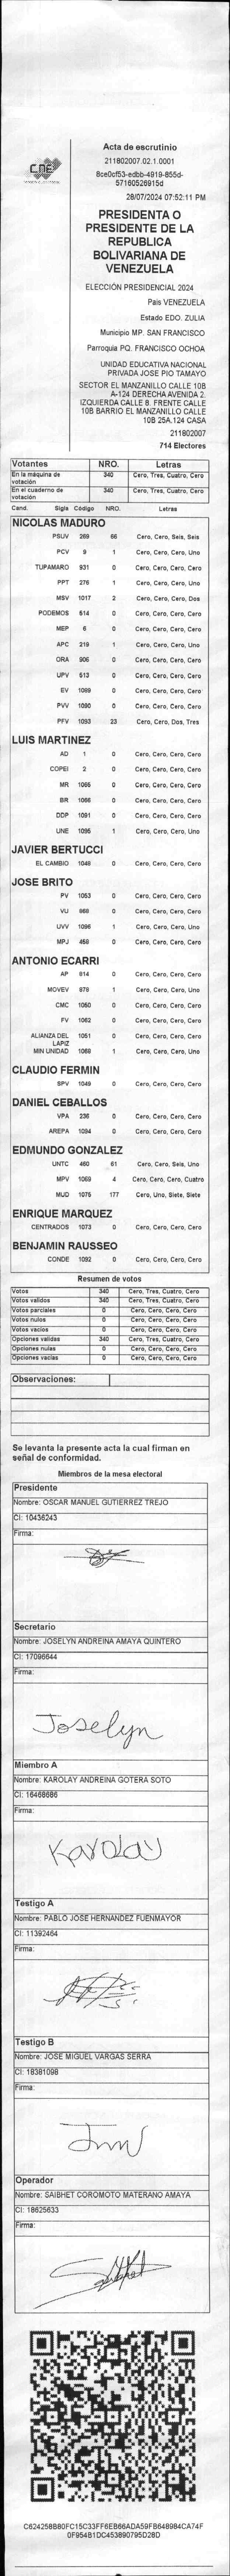 CNE
Acta de escrutinio
211802007.02.1.0001
8ce0cf53-edbb-4919-855d-
57180526915d
28/07/2024 07:52:11 PM
PRESIDENTA O
PRESIDENTE DE LA
REPUBLICA
BOLIVARIANA DE
VENEZUELA
ELECCIÓN PRESIDENCIAL 2024
Pais VENEZUELA
Estado EDO. ZULIA
Municipio MP. SAN FRANCISCO
Parroquia PQ. FRANCISCO OCHOA
UNIDAD EDUCATIVA NACIONAL
PRIVADA JOSE PIO TAMAYO
SECTOR EL MANZANILLO CALLE 10B
A-124 DERECHA AVENIDA 2.
IZQUIERDA CALLE 8. FRENTE CALLE
10B BARRIO EL MANZANILLO CALLE
10B 25A,124 CASA
211802007
714 Electores
Votantes NRO. Letras
En la máquina de votación 340 Cero, Tres, Cuatro, Cero
En el cuaderno de votación 340 Cero, Tres, Cuatro, Cero
Cand. Sigla Código NRO. Letras
NICOLAS MADURO
PSUV 269 66 Cero, Cero, Seis, Seis
PCV 9 1 Cero, Cero, Cero, Uno
TUPAMARO 931 0 Cero, Cero, Cero, Cero
PPT 276 1 Cero, Cero, Cero, Uno
MSV 1017 2 Cero, Cero, Cero, Dos
PODEMOS 514 0 Cero, Cero, Cero, Cero
MEP 6 0 Cero, Cero, Cero, Cero
APC 219 1 Cero, Cero, Cero, Uno
ORA 906 0 Cero, Cero, Cero, Cero
UPV 513 0 Cero, Cero, Cero, Cero
EV 1089 0 Cero, Cero, Cero, Cero
PVV 1090 0 Cero, Cero, Cero, Cero
PFV 1093 23 Cero, Cero, Dos, Tres
LUIS MARTINEZ
AD 1 0 Cero, Cero, Cero, Cero
COPEI 2 0 Cero, Cero, Cero, Cero
MR 1065 0 Cero, Cero, Cero, Cero
BR 1066 0 Cero, Cero, Cero, Cero
DDP 1091 0 Cero, Cero, Cero, Cero
UNE 1095 1 Cero, Cero, Cero, Uno
JAVIER BERTUCCI
EL CAMBIO 1048 0 Cero, Cero, Cero, Cero
JOSE BRITO
PV 1053 0 Cero, Cero, Cero, Cero
VU 868 0 Cero, Cero, Cero, Cero
UVV 1096 1 Cero, Cero, Cero, Uno
MPJ 458 0 Cero, Cero, Cero, Cero
ANTONIO ECARRI
AP 814 0 Cero, Cero, Cero, Cero
MOVEV 878 1 Cero, Cero, Cero, Uno
CMC 1050 0 Cero, Cero, Cero, Cero
FV 1062 0 Cero, Cero, Cero, Cero
ALIANZA DEL LAPIZ 1051 0 Cero, Cero, Cero, Cero
MIN UNIDAD 1069 1 Cero, Cero, Cero, Uno
CLAUDIO FERMIN
SPV 1049 0 Cero, Cero, Cero, Cero
DANIEL CEBALLOS
VPA 236 0 Cero, Cero, Cero, Cero
AREPA 1094 0 Cero, Cero, Cero, Cero
EDMUNDO GONZALEZ
UNTC 460 61 Cero, Cero, Seis, Uno
MPV 1069 4 Cero, Cero, Cero, Cuatro
MUD 1075 177 Cero, Uno, Siete, Siete
ENRIQUE MARQUEZ
CENTRADOS 1073 0 Cero, Cero, Cero, Cero
BENJAMIN RAUSSEO
CONDE 1092 0 Cero, Cero, Cero, Cero
Resumen de votos
Votos 340 Cero, Tres, Cuatro, Cero
Votos validos 340 Cero, Tres, Cuatro, Cero
Votos parciales 0 Cero, Cero, Cero, Cero
Votos nulos 0 Cero, Cero, Cero, Cero
Votos vacios 0 Cero, Cero, Cero, Cero
Opciones validas 340 Cero, Tres, Cuatro, Cero
Opciones nulas 0 Cero, Cero, Cero, Cero
Opciones vacias 0 Cero, Cero, Cero, Cero
Observaciones:
Se levanta la presente acta la cual firman en
señal de conformidad.
Miembros de la mesa electoral
Presidente
Nombre: OSCAR MANUEL GUTIERREZ TREJO
CI: 10436243
Firma:
Secretario
Nombre: JOSELYN ANDREINA AMAYA QUINTERO
CI: 17096644
Firma:
Joselyn
Miembro A
Nombre: KAROLAY ANDREINA GOTERA SOTO
CI: 16468686
Firma:
Karolay
Testigo A
Nombre: PABLO JOSE HERNANDEZ FUENMAYOR
CI: 11392464
Firma:
Testigo B
Nombre: JOSE MIGUEL VARGAS SERRA
CI: 18381098
Firma:
Operador
Nombre: SAIBHET COROMOTO MATERANO AMAYA
CI: 18625633
Firma:
C624258B80FC15C33FF6EB66ADA59FB648984CA74F
0F954B1DC453890795D28D